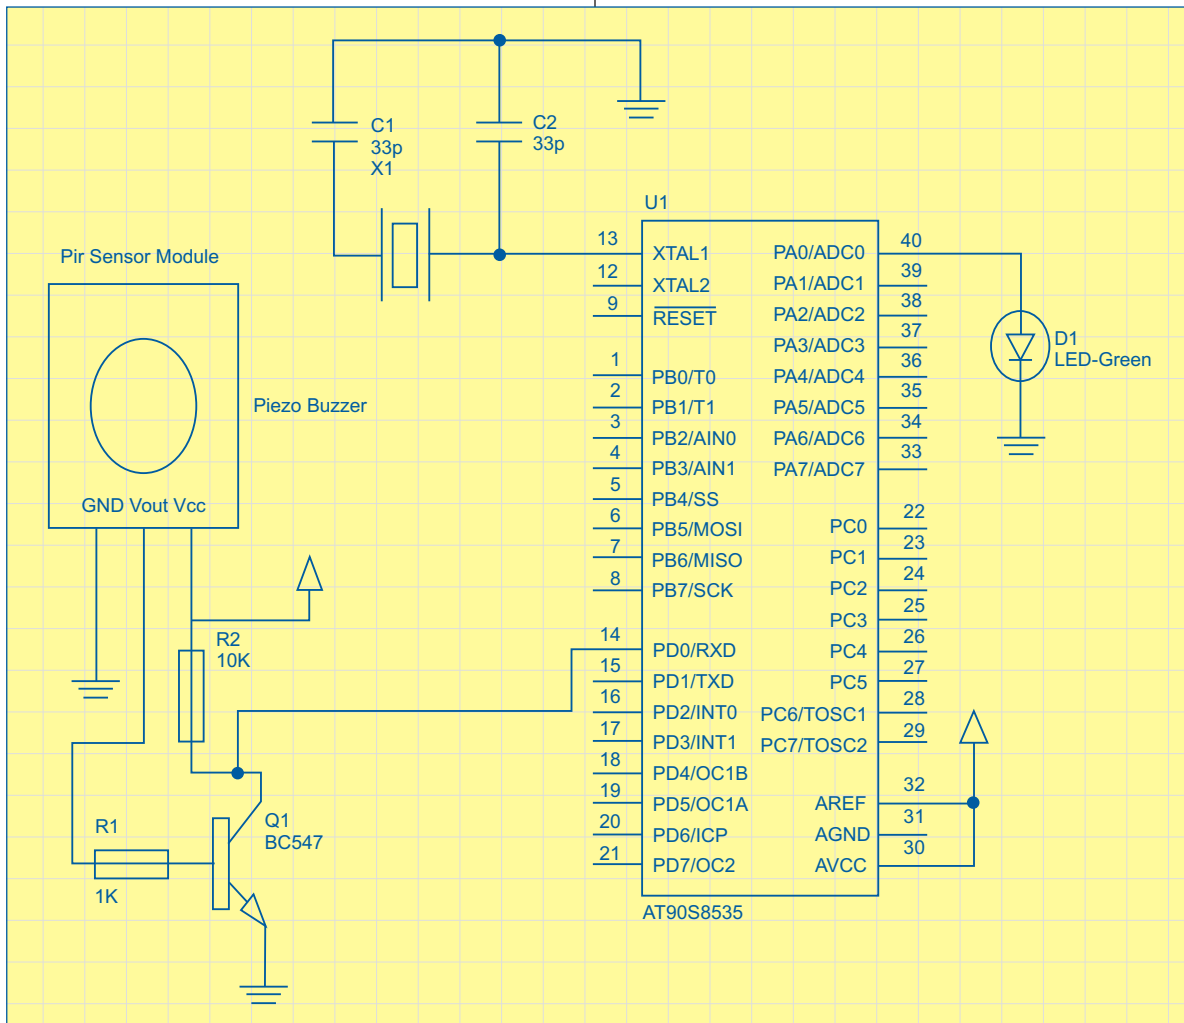 C1
33p
X1
C2
33p
U1
Pir Sensor Module
Piezo Buzzer
GND Vout Vcc
R2
10K
R1
1K
Q1
BC547
13
12
9
1
2
3
4
5
6
7
8
14
15
16
17
18
19
20
21
XTAL1
XTAL2
RESET
PB0/T0
PB1/T1
PB2/AIN0
PB3/AIN1
PB4/SS
PB5/MOSI
PB6/MISO
PB7/SCK
PD0/RXD
PD1/TXD
PD2/INT0
PD3/INT1
PD4/OC1B
PD5/OC1A
PD6/ICP
PD7/OC2
PA0/ADC0
PA1/ADC1
PA2/ADC2
PA3/ADC3
PA4/ADC4
PA5/ADC5
PA6/ADC6
PA7/ADC7
PC0
PC1
PC2
PC3
PC4
PC5
PC6/TOSC1
PC7/TOSC2
AREF
AGND
AVCC
40
39
38
37
36
35
34
33
22
23
24
25
26
27
28
29
32
31
30
D1
LED-Green
AT90S8535